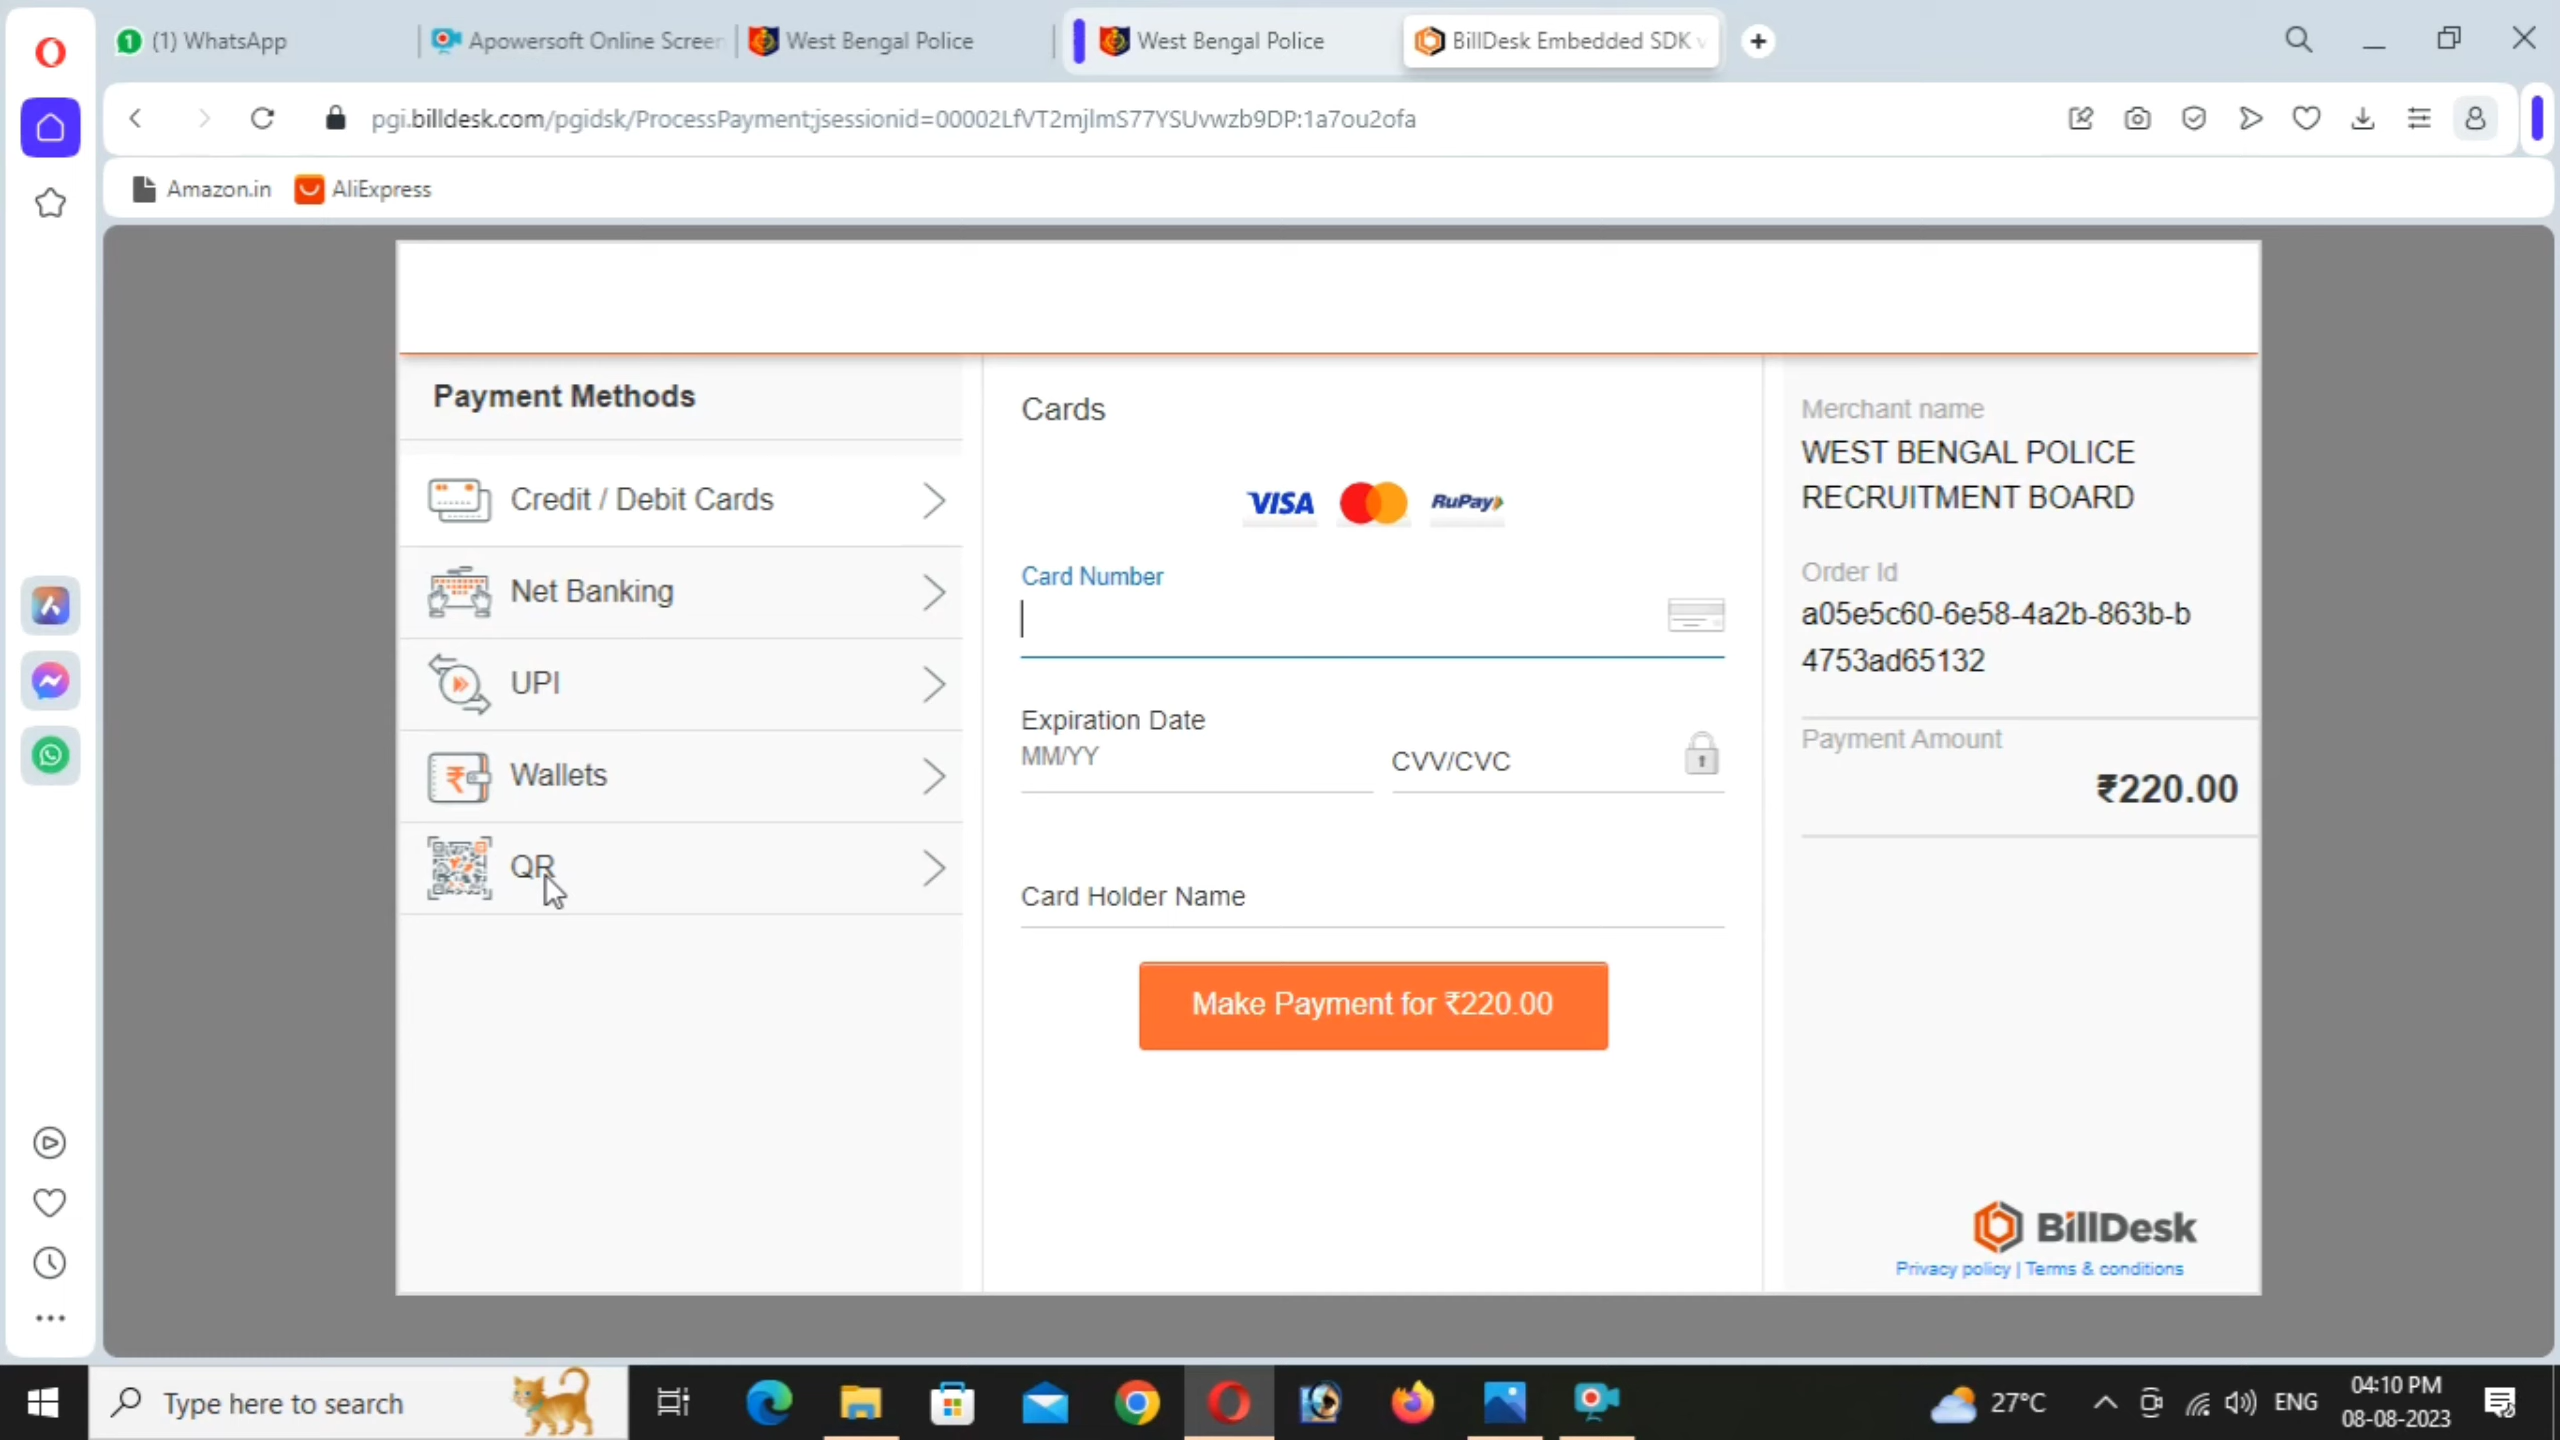 (1) WhatsApp
Apowersoft Online Screen
West Bengal Police
West Bengal Police
BillDesk Embedded SDK v
pgi.billdesk.com/pgidsk/ProcessPayment;jsessionid=00002LfVT2mjlmS77YSUvwzb9DP:1a7ou2ofa
Amazon.in
AliExpress
Payment Methods
Credit / Debit Cards
Net Banking
UPI
Wallets
QR
Cards
VISA
RuPay
Card Number
Expiration Date
MM/YY
CVV/CVC
Card Holder Name
Make Payment for ₹220.00
Merchant name
WEST BENGAL POLICE
RECRUITMENT BOARD
Order Id
a05e5c60-6e58-4a2b-863b-b
4753ad65132
Payment Amount
₹220.00
BillDesk
Privacy policy | Terms & conditions
Type here to search
27°C
ENG
04:10 PM
08-08-2023